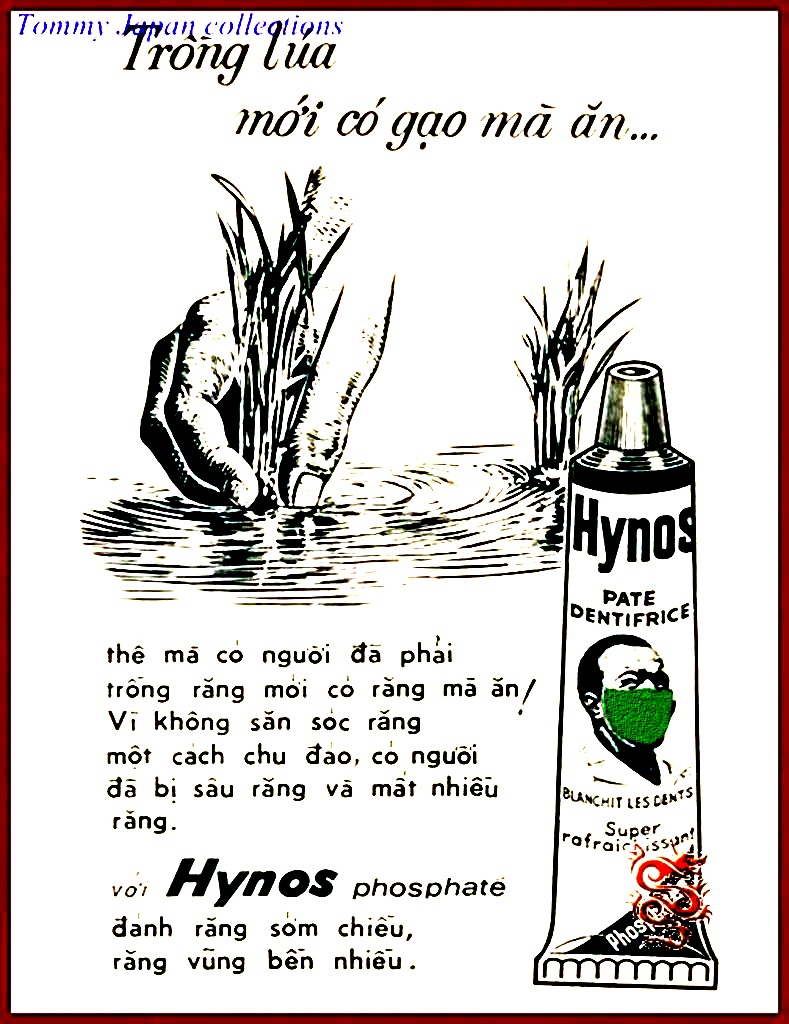 Tommy Japan collections
Trồng lúa
mới có gạo mà ăn...
thế mà có người đã phải
trồng răng mới có răng mà ăn!
Vì không săn sóc răng
một cách chu đáo, có người
đã bị sâu răng và mất nhiều
răng.
với Hynos phosphaté
đánh răng sớm chiều,
răng vững bền nhiều.
Hynos
PATE
DENTIFRICE
BLANCHIT LES DENTS
Super
rafraichissant